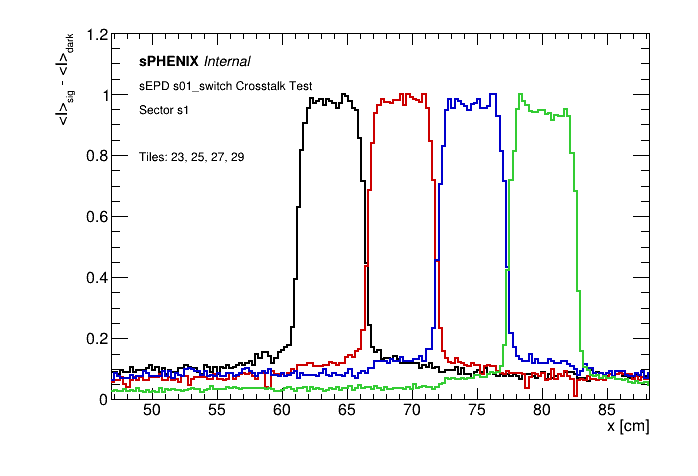 1.2
<I>sig - <I>dark
sPHENIX Internal
sEPD s01_switch Crosstalk Test
1
Sector s1
0.8
Tiles: 23, 25, 27, 29
0.6
0.4
0.2
0
50 55 60 65 70 75 80 85
x [cm]